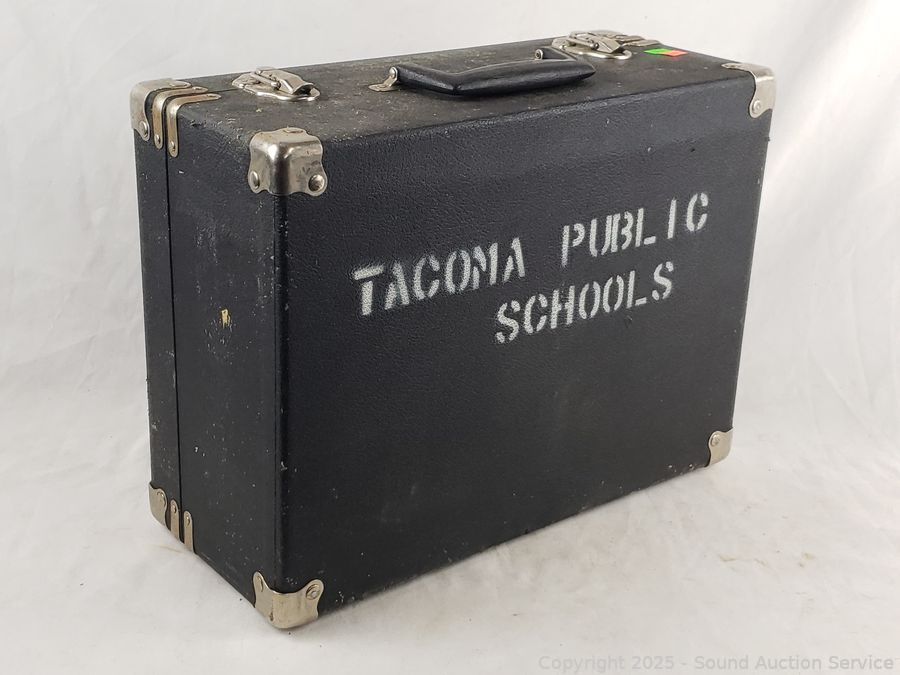 TACOMA PUBLIC
SCHOOLS
Copyright © 2025 - Sound Auction Service